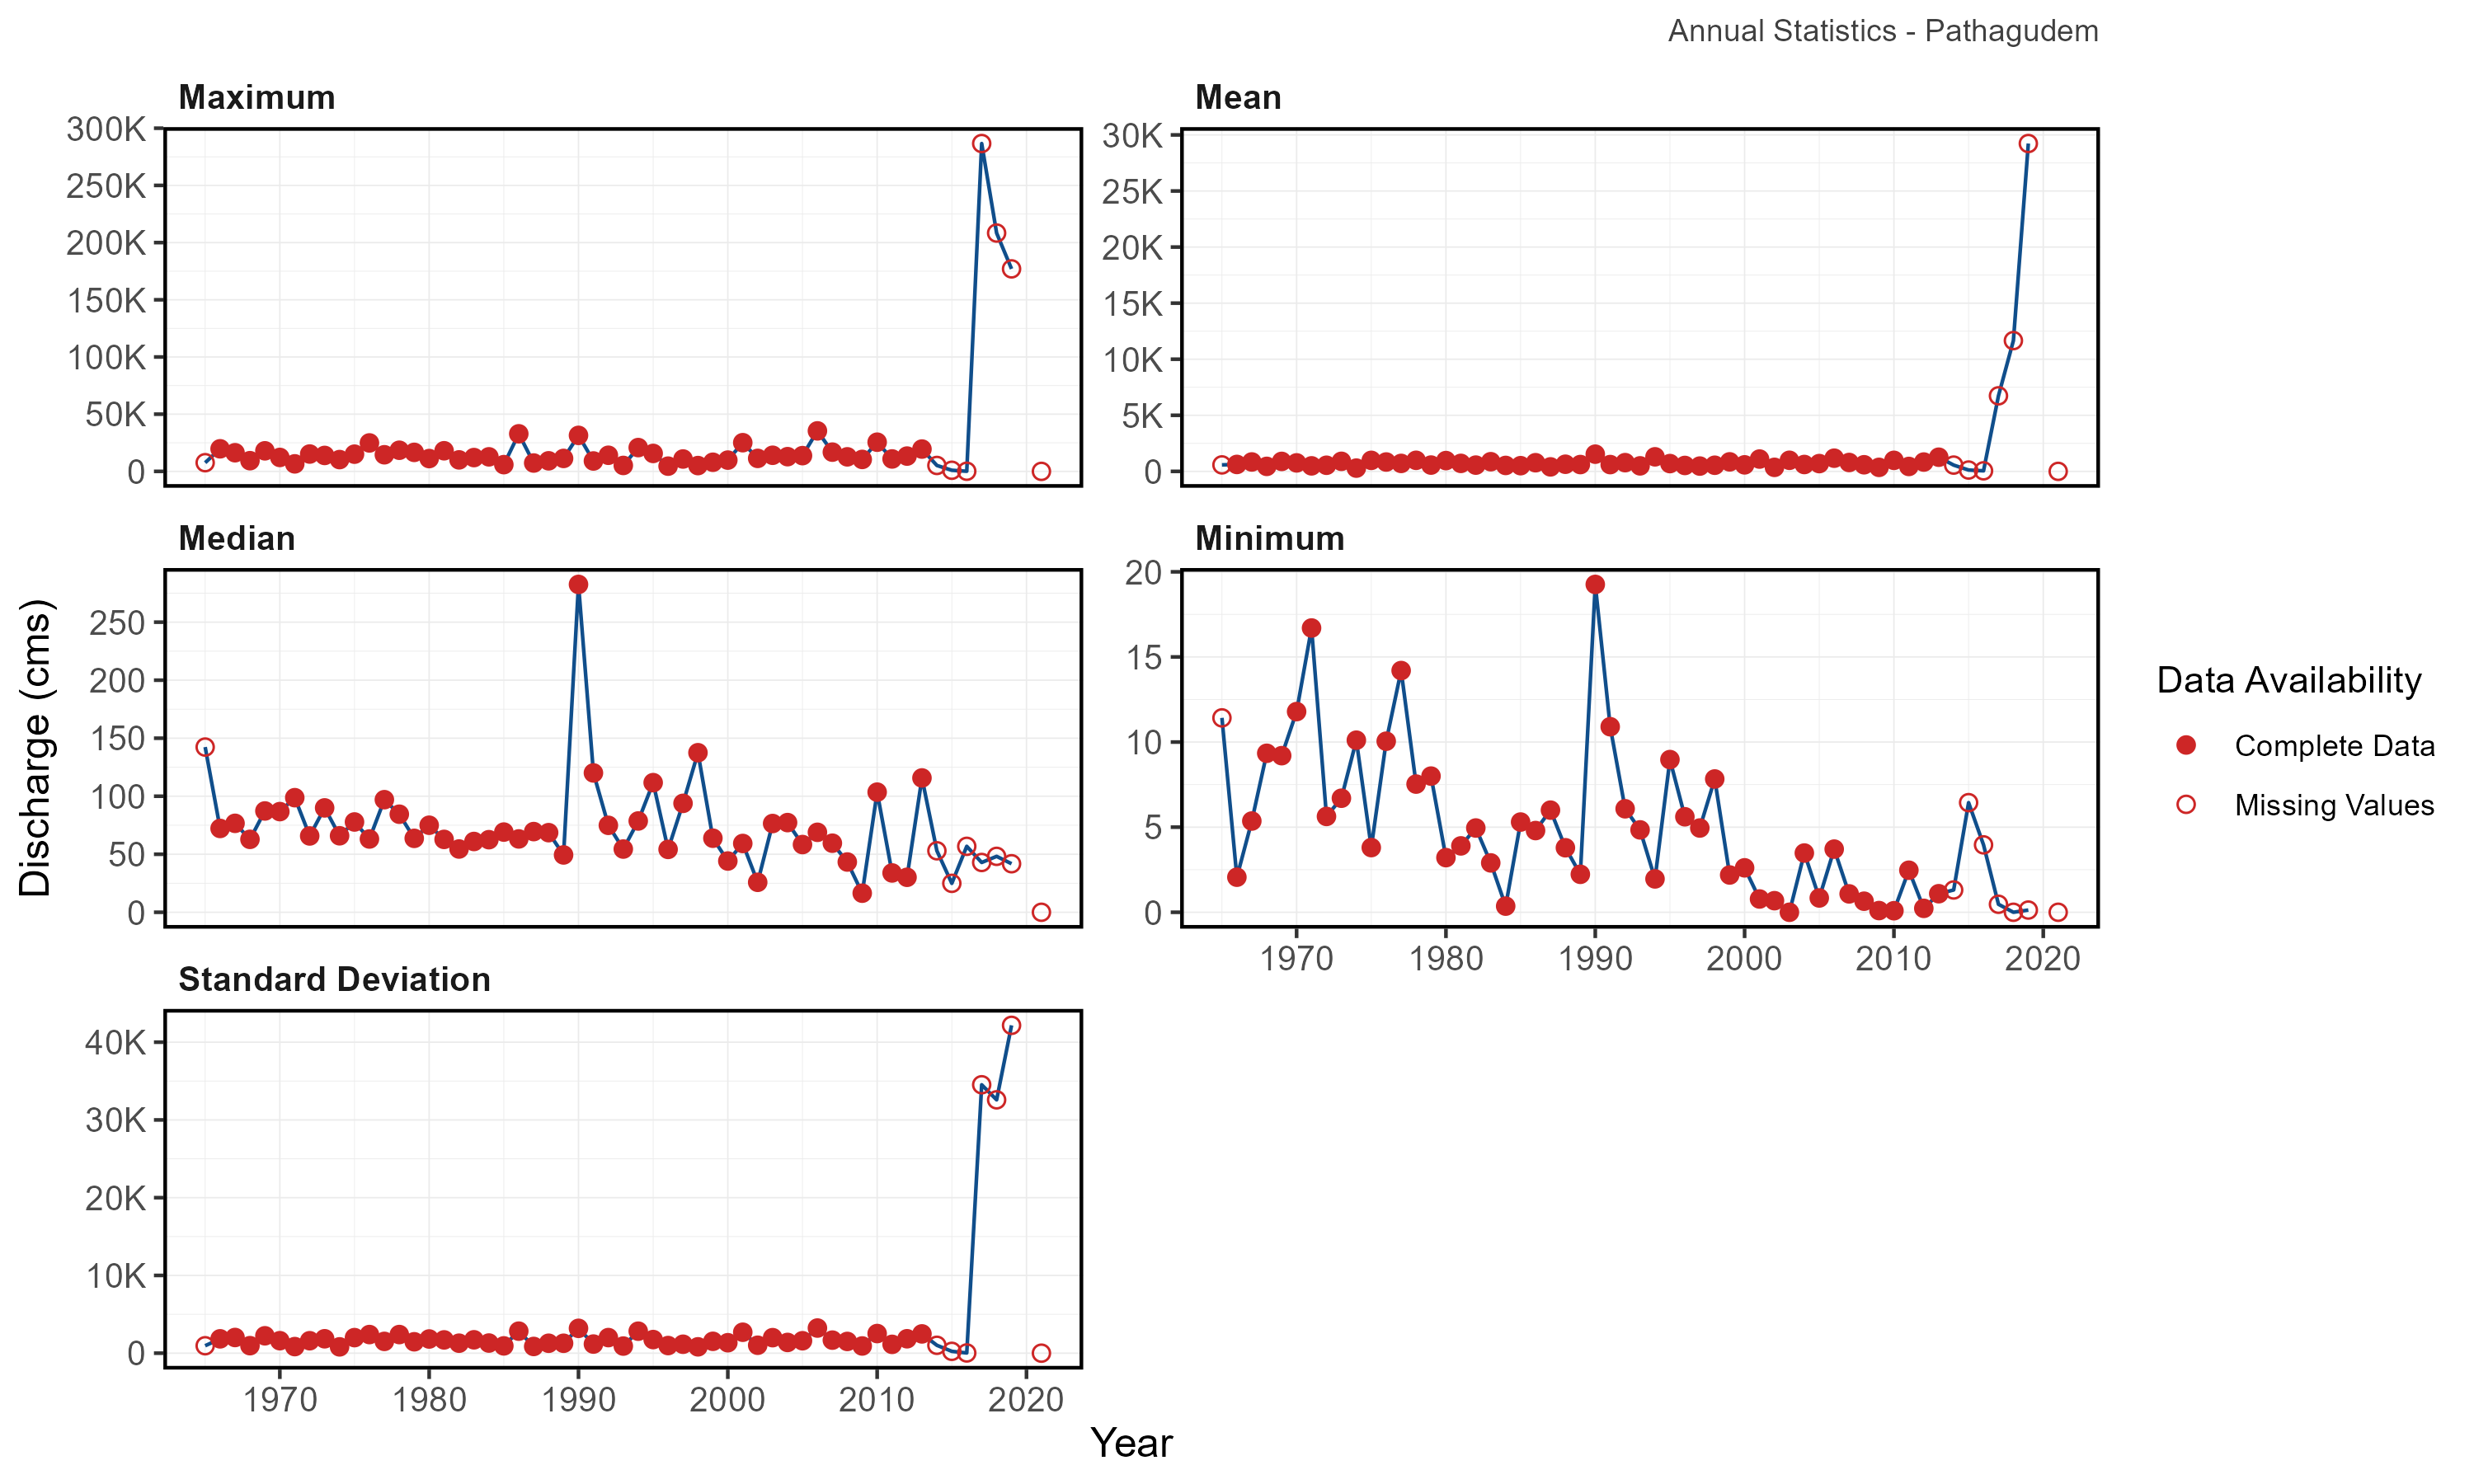 Annual Statistics - Pathagudem
Maximum
300K
250K
200K
150K
100K
50K
0
Mean
30K
25K
20K
15K
10K
5K
0
Discharge (cms)
Median
250
200
150
100
50
0
Minimum
20
15
10
5
0
1970 1980 1990 2000 2010 2020
Data Availability
Complete Data
Missing Values
Standard Deviation
40K
30K
20K
10K
0
1970 1980 1990 2000 2010 2020
Year